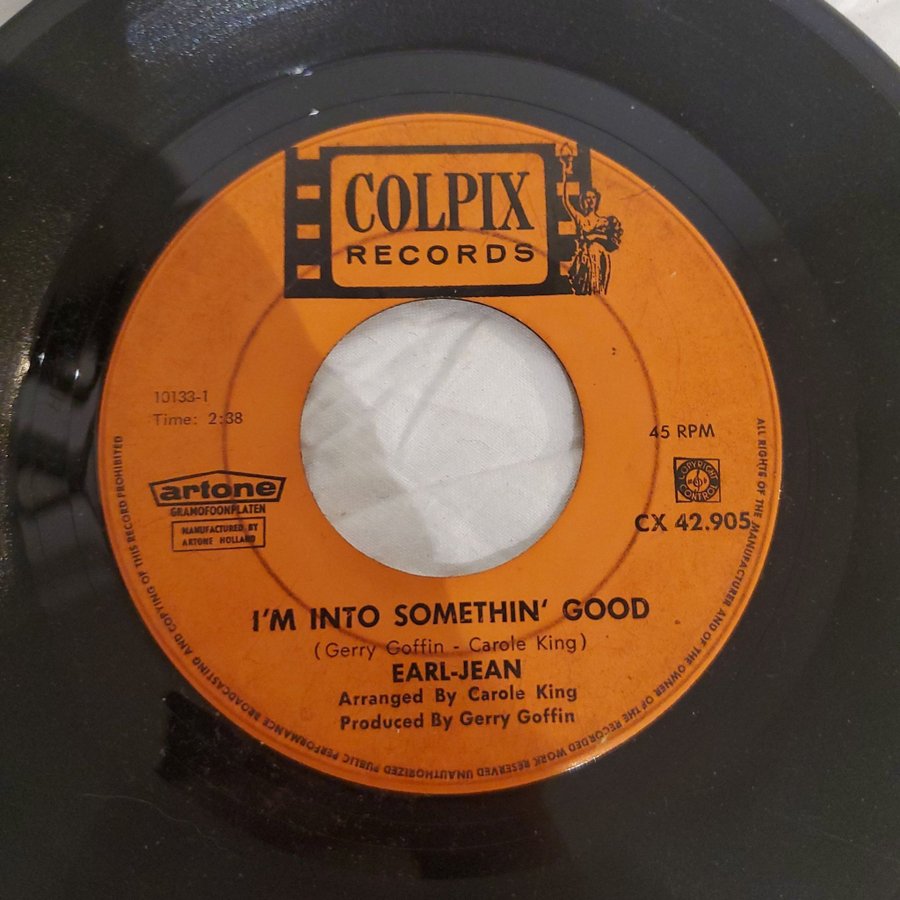 COLPIX
RECORDS
10133-1
Time: 2:38
45 RPM
artone
GRAMOFOONPLATEN
MANUFACTURED BY
ARTONE HOLLAND
COPYRIGHT
CONTROL
CX 42.905
I'M INTO SOMETHIN' GOOD
(Gerry Goffin - Carole King)
EARL-JEAN
Arranged By Carole King
Produced By Gerry Goffin
ALL RIGHTS OF THE MANUFACTURER AND OF THE OWNER OF THE RECORDED WORK RESERVED UNAUTHORIZED PUBLIC PERFORMANCE BROADCASTING AND COPYING OF THIS RECORD PROHIBITED